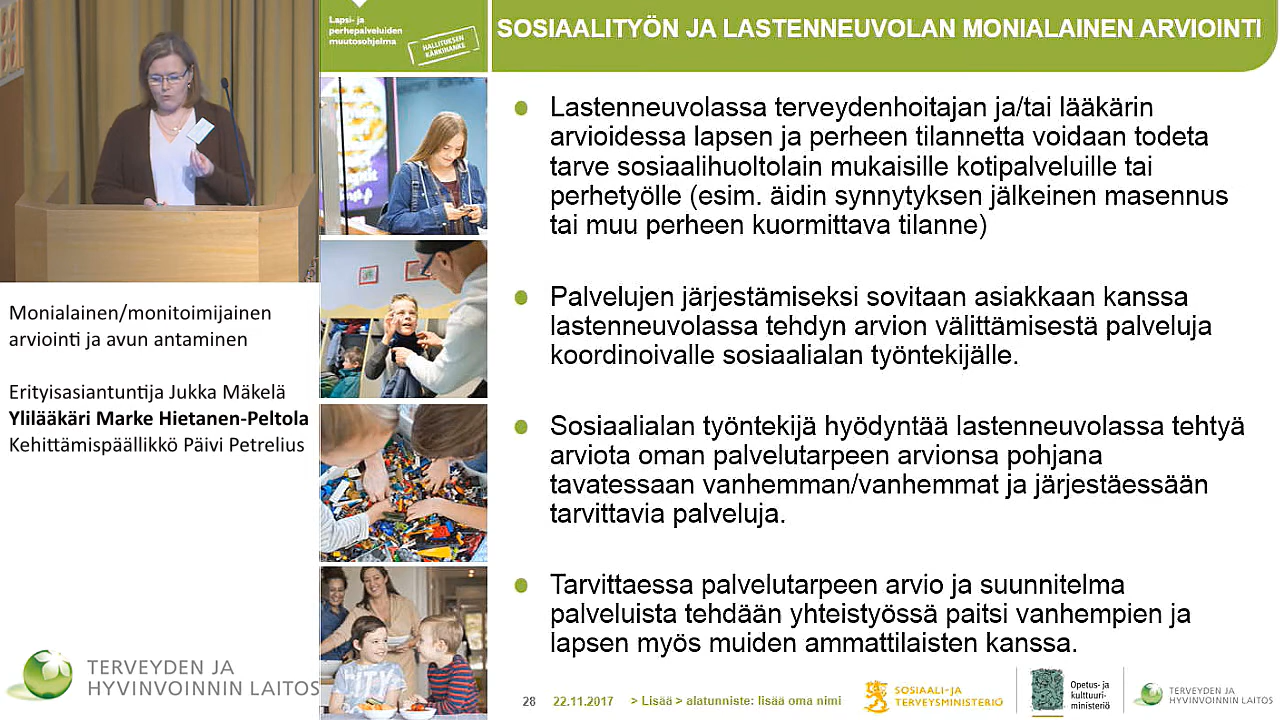 Lapsi- ja
perhepalveluiden
muutosohjelma
HALLITUKSEN
KÄRKIHANKE
SOSIAALITYÖN JA LASTENNEUVOLAN MONIALAINEN ARVIOINTI
Lastenneuvolassa terveydenhoitajan ja/tai lääkärin
arvioidessa lapsen ja perheen tilannetta voidaan todeta
tarve sosiaalihuoltolain mukaisille kotipalveluille tai
perhetyölle (esim. äidin synnytyksen jälkeinen masennus
tai muu perheen kuormittava tilanne)
Palvelujen järjestämiseksi sovitaan asiakkaan kanssa
lastenneuvolassa tehdyn arvion välittämisestä palveluja
koordinoivalle sosiaalialan työntekijälle.
Sosiaalialan työntekijä hyödyntää lastenneuvolassa tehtyä
arviota oman palvelutarpeen arvionsa pohjana
tavatessaan vanhemman/vanhemmat ja järjestäessään
tarvittavia palveluja.
Tarvittaessa palvelutarpeen arvio ja suunnitelma
palveluista tehdään yhteistyössä paitsi vanhempien ja
lapsen myös muiden ammattilaisten kanssa.
Monialainen/monitoimijainen
arviointi ja avun antaminen
Erityisasiantuntija Jukka Mäkelä
Ylilääkäri Marke Hietanen-Peltola
Kehittämispäällikkö Päivi Petrelius
TERVEYDEN JA
HYVINVOINNIN LAITOS
28 22.11.2017 > Lisää > alatunniste: lisää oma nimi
SOSIAALI- JA
TERVEYSMINISTERIÖ
Opetus- ja
kulttuuri-
ministeriö
TERVEYDEN JA
HYVINVOINNIN LAITOS